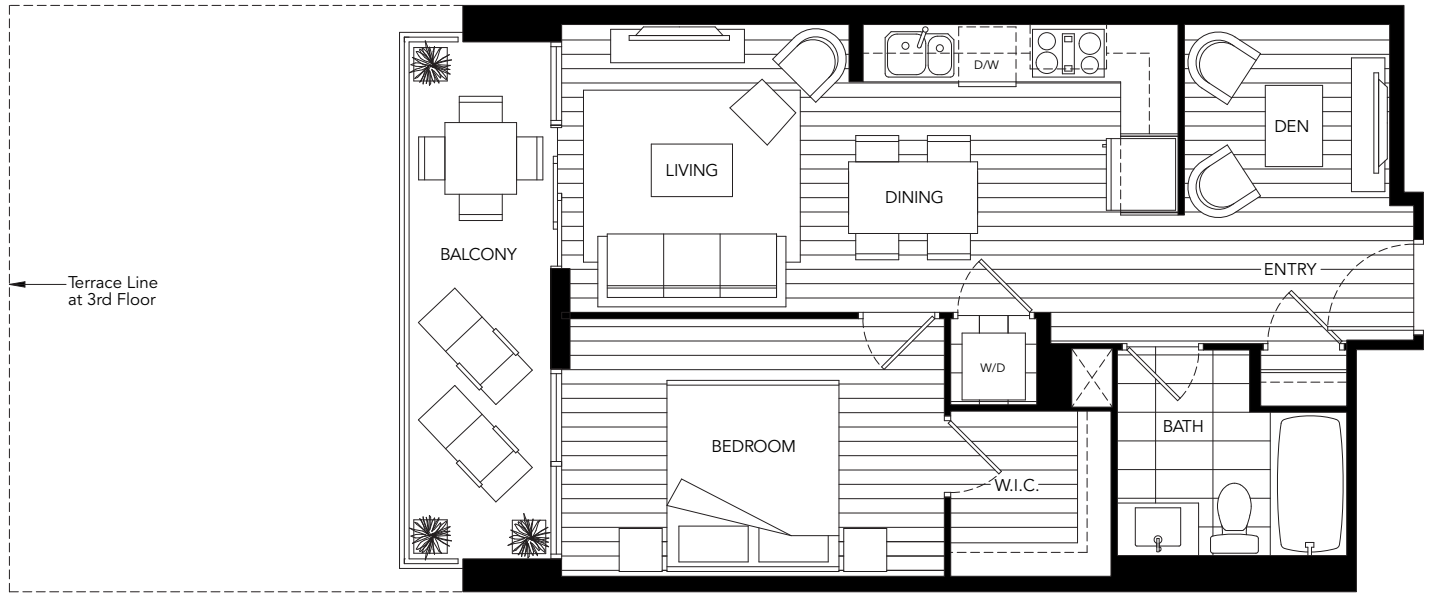 D/W
DEN
LIVING
DINING
BALCONY
ENTRY
Terrace Line
at 3rd Floor
W/D
BATH
BEDROOM
W.I.C.